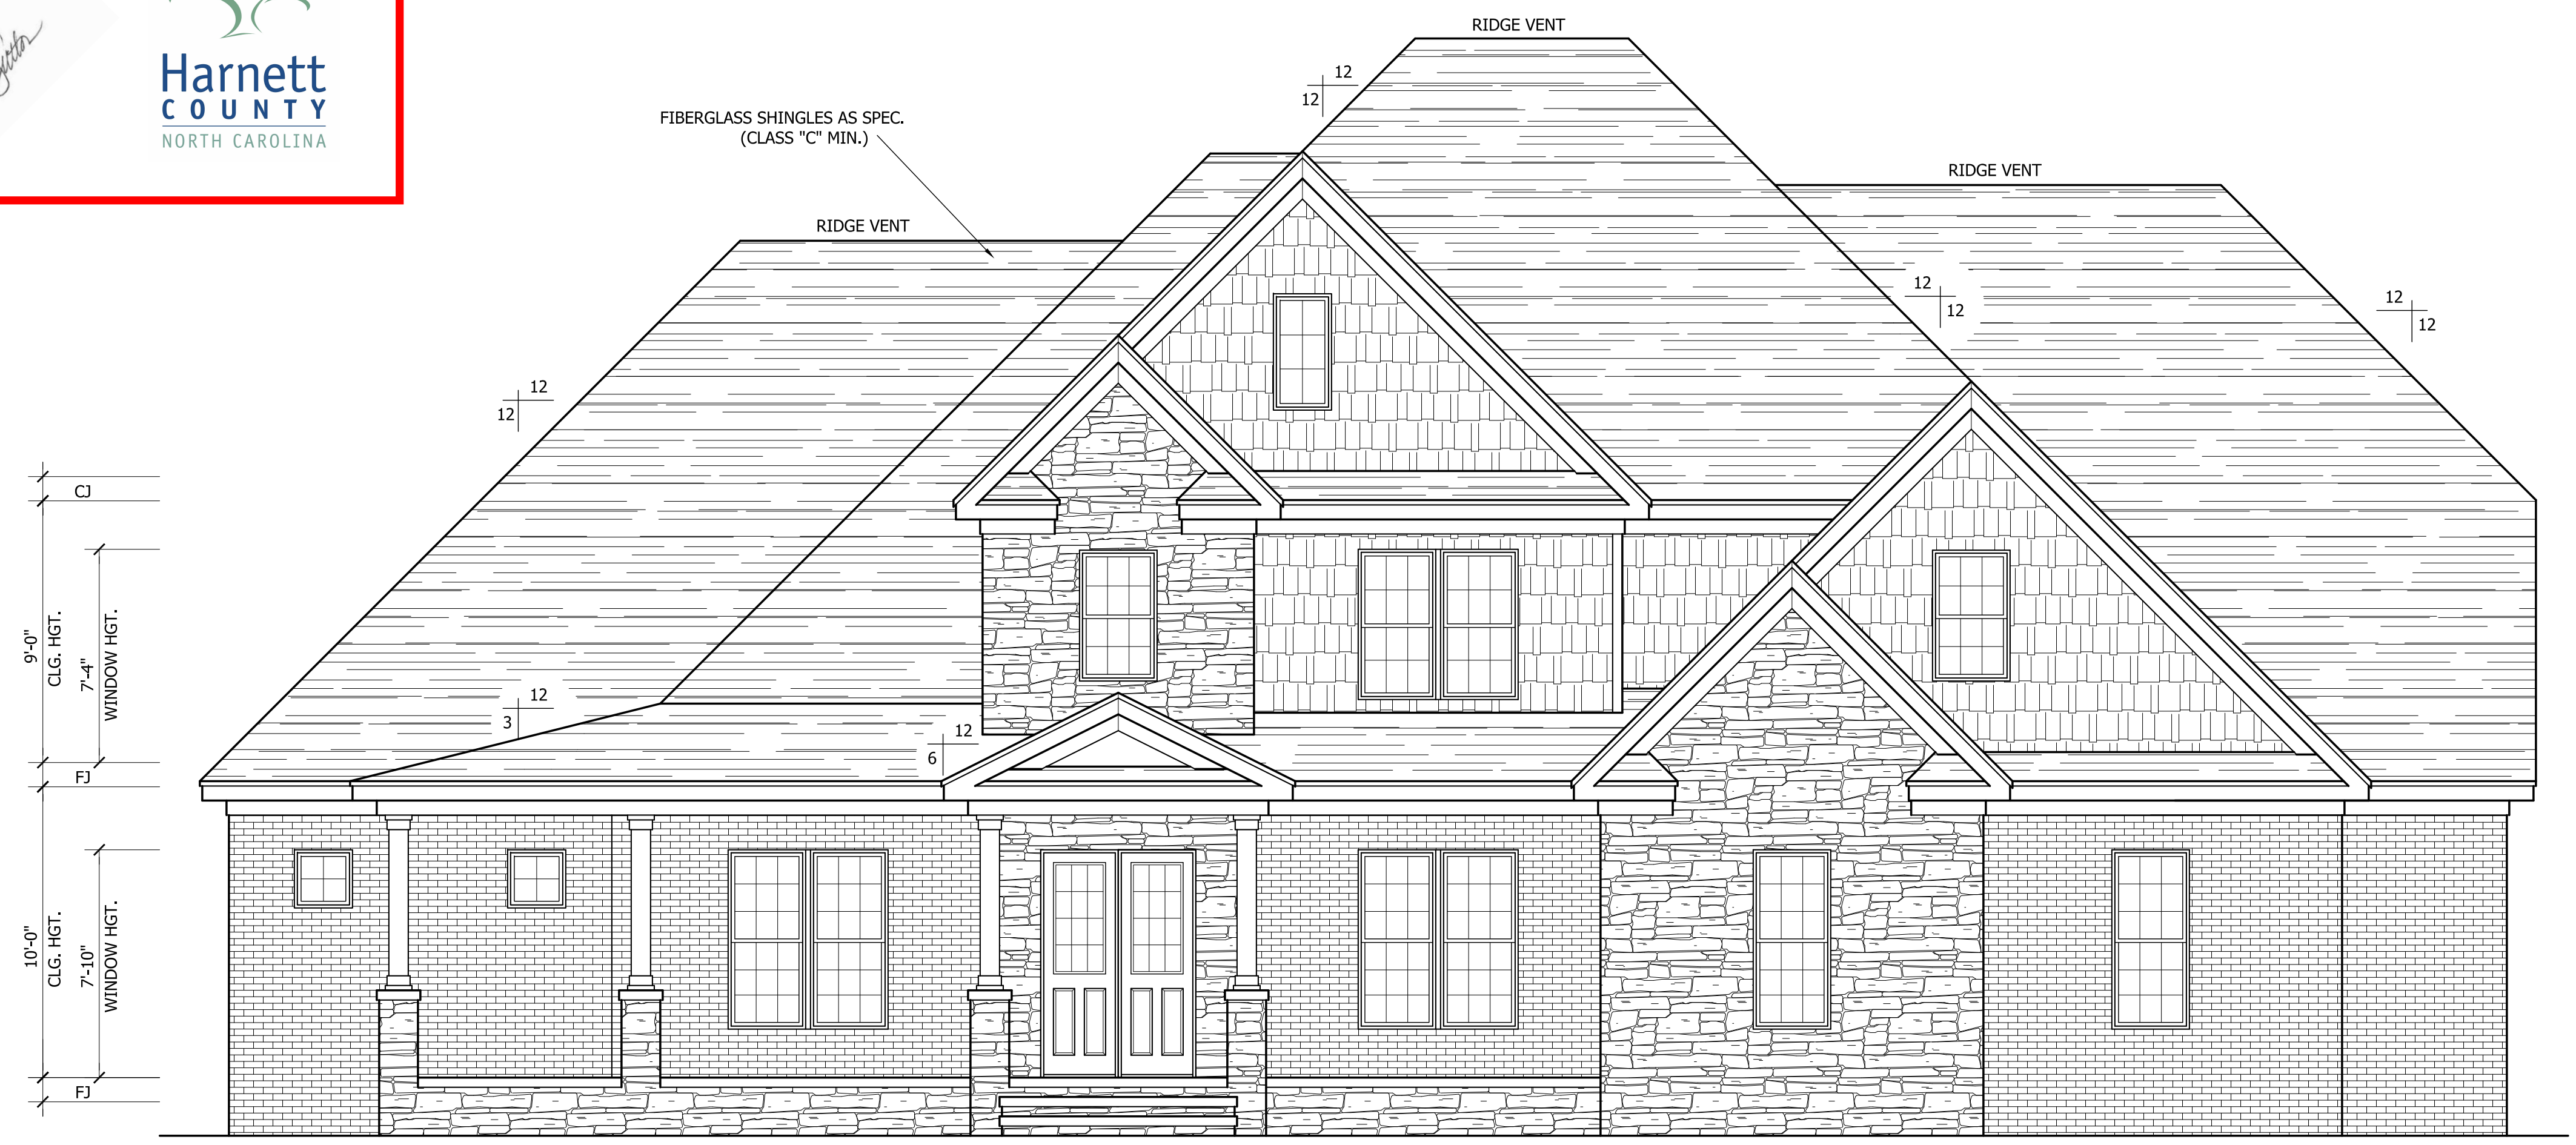 Harnett
COUNTY
NORTH CAROLINA
RIDGE VENT
12
12
FIBERGLASS SHINGLES AS SPEC.
(CLASS "C" MIN.)
RIDGE VENT
RIDGE VENT
12
12
12
12
12
12
CJ
9'-0"
CLG. HGT.
7'-4"
WINDOW HGT.
12
3
12
6
FJ
10'-0"
CLG. HGT.
7'-10"
WINDOW HGT.
FJ